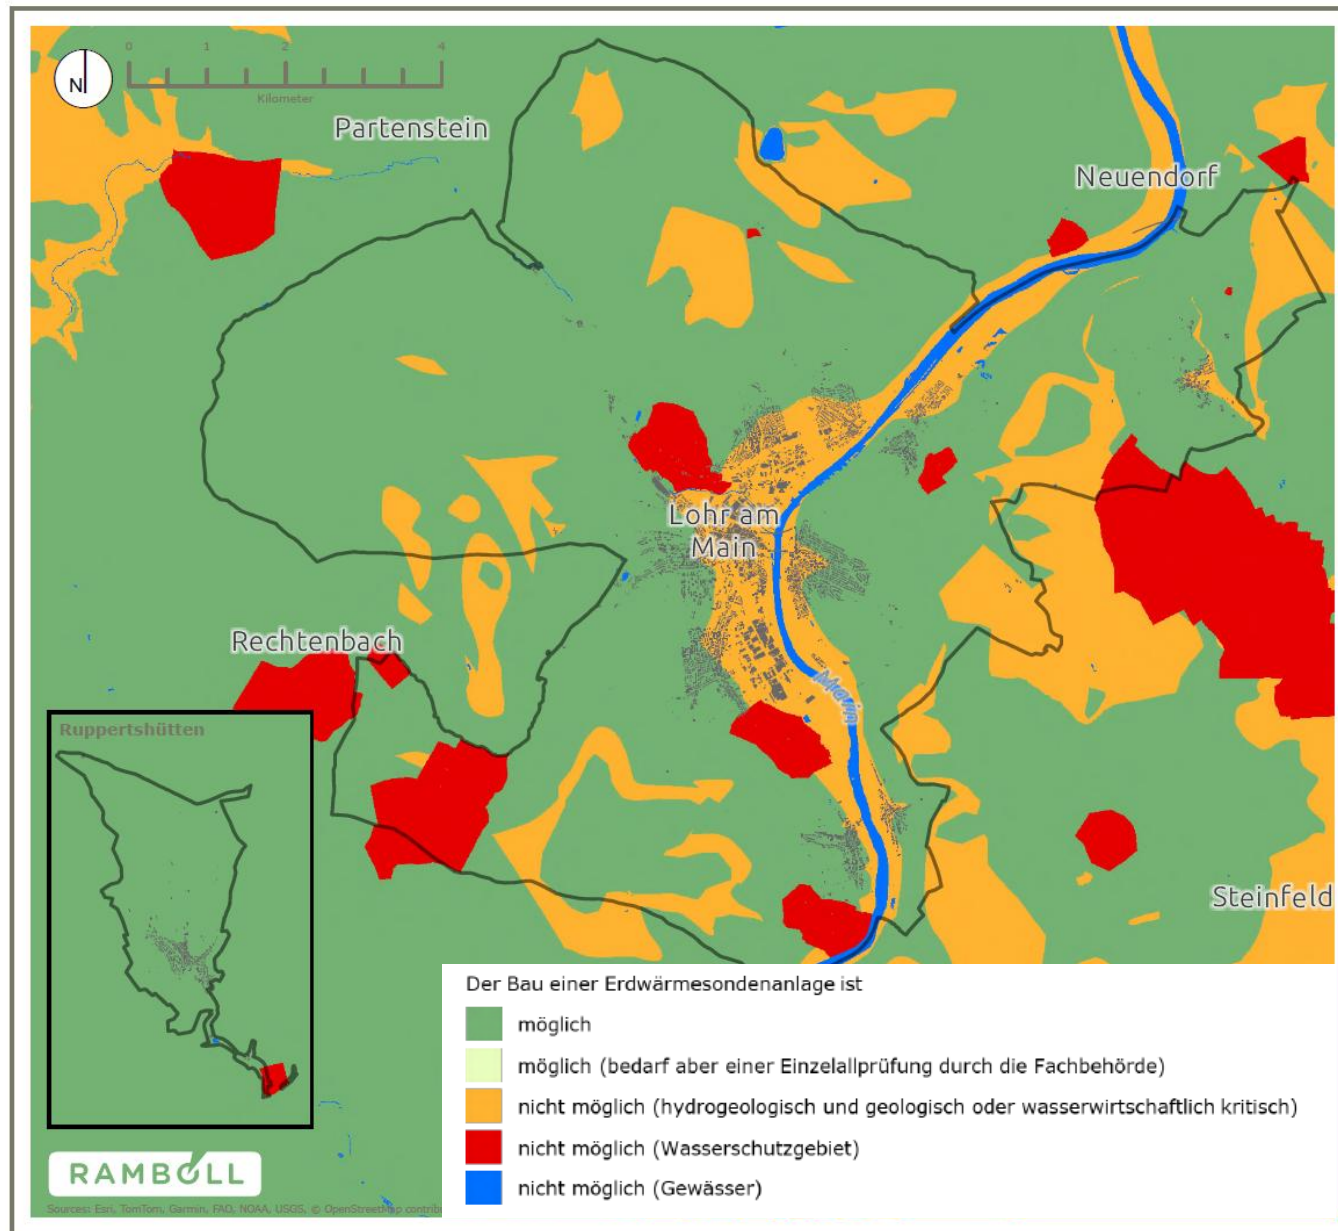 0 1 2 4
Kilometer
N
Partenstein
Neuendorf
Lohr am
Main
Rechtenbach
Main
Ruppertshütten
Steinfeld
Der Bau einer Erdwärmesondenanlage ist
möglich
möglich (bedarf aber einer Einzelallprüfung durch die Fachbehörde)
nicht möglich (hydrogeologisch und geologisch oder wasserwirtschaftlich kritisch)
nicht möglich (Wasserschutzgebiet)
nicht möglich (Gewässer)
RAMBOLL
Sources: Esri, TomTom, Garmin, FAO, NOAA, USGS, © OpenStreetMap contrib